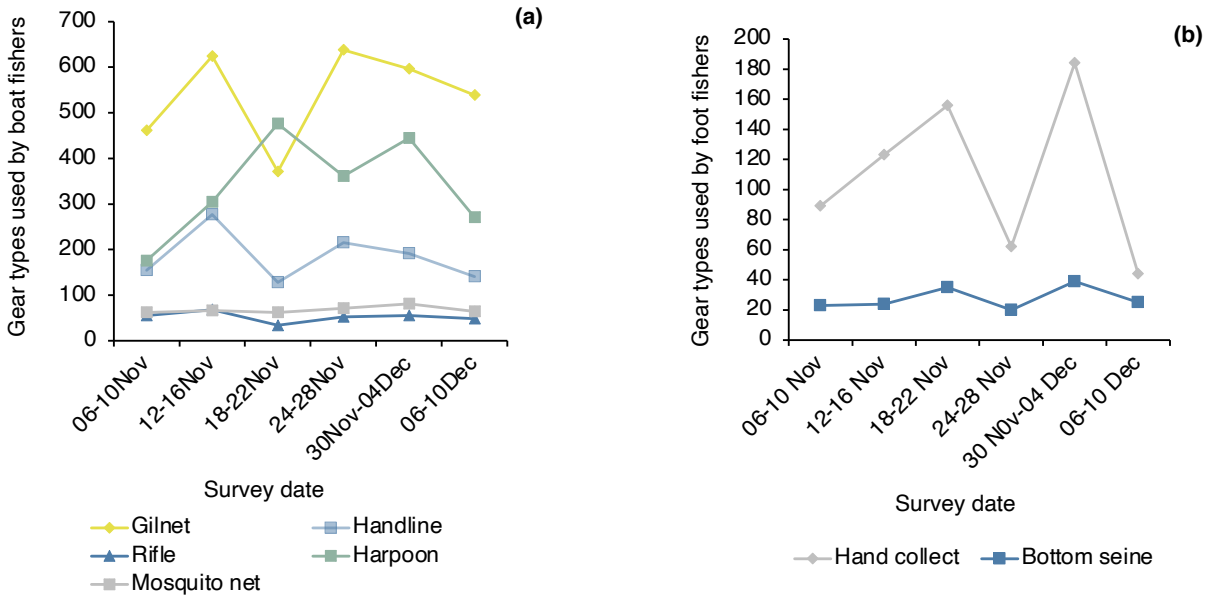 (a)
Gear types used by boat fishers
700
600
500
400
300
200
100
0
06-10Nov
12-16Nov
18-22Nov
24-28Nov
30Nov-04Dec
06-10Dec
Survey date
Gilnet
Handline
Rifle
Harpoon
Mosquito net
(b)
Gear types used by foot fishers
200
180
160
140
120
100
80
60
40
20
0
06-10 Nov
12-16 Nov
18-22 Nov
24-28 Nov
30 N0v-04 Dec
06-10 Dec
Survey date
Hand collect
Bottom seine